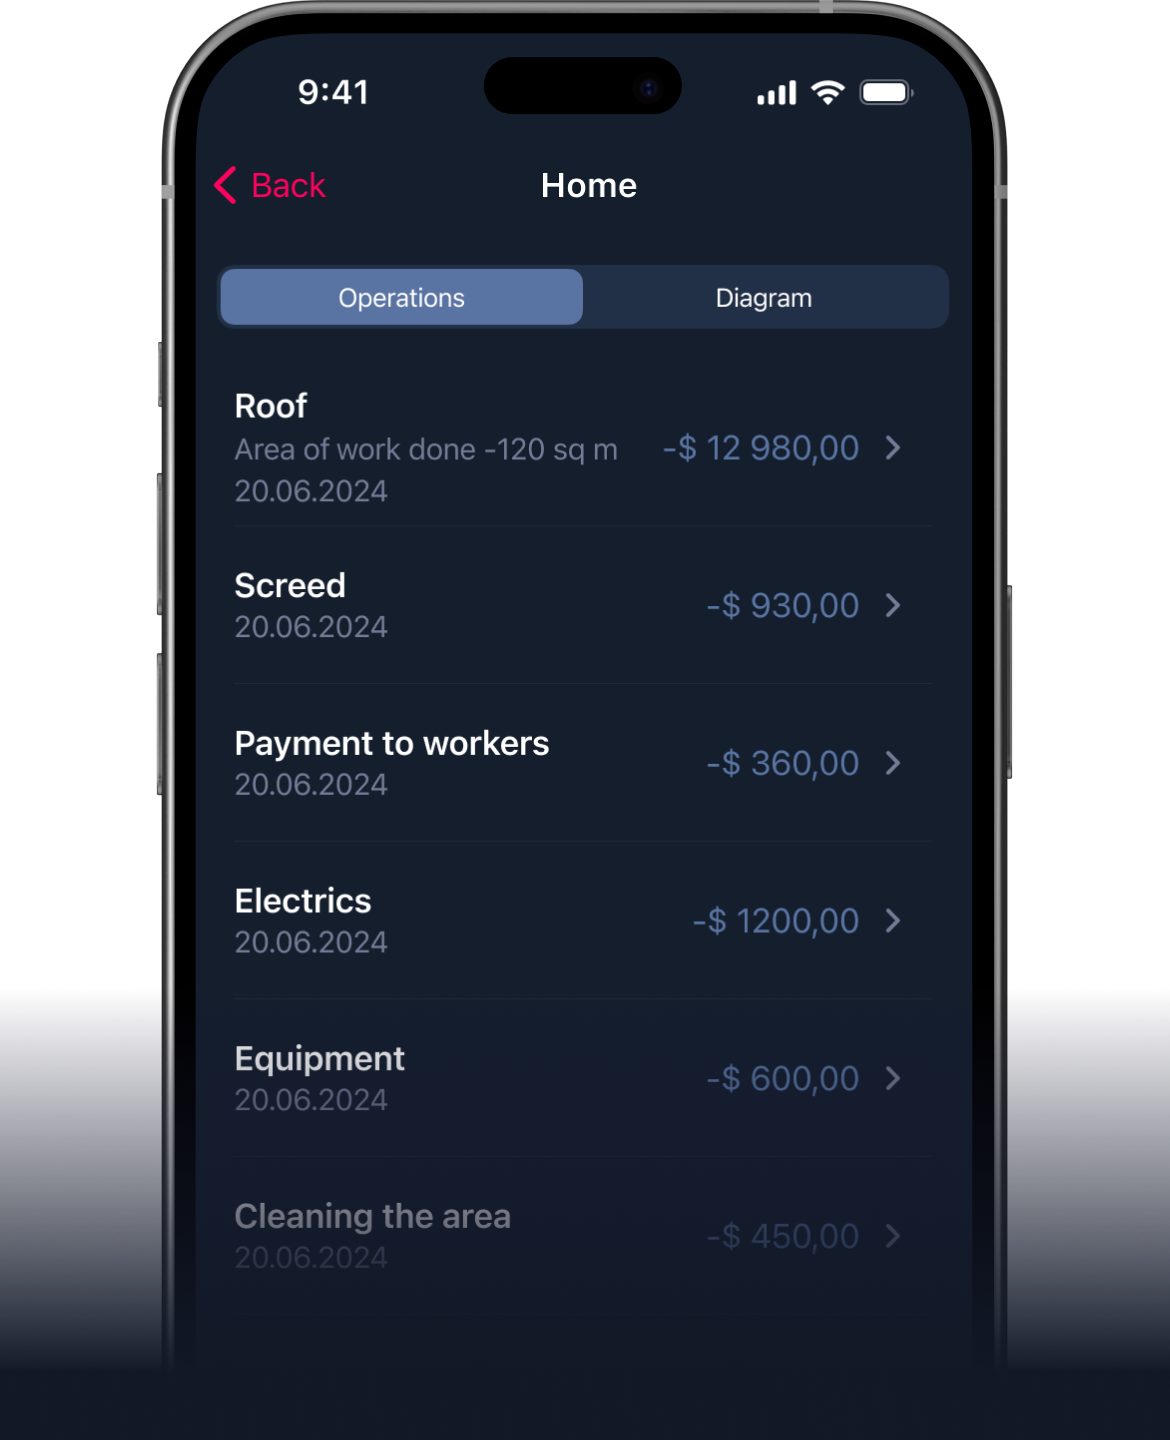 9:41
Back
Home
Operations
Diagram
Roof
Area of work done -120 sq m
-$ 12 980,00
20.06.2024
Screed
-$ 930,00
20.06.2024
Payment to workers
-$ 360,00
20.06.2024
Electrics
-$ 1200,00
20.06.2024
Equipment
-$ 600,00
20.06.2024
Cleaning the area
-$ 450,00
20.06.2024